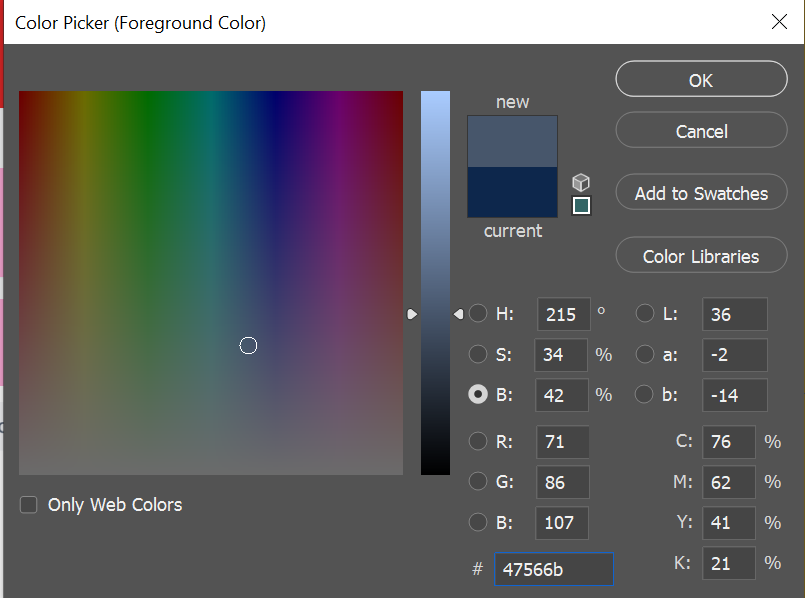 Color Picker (Foreground Color)
new
current
OK
Cancel
Add to Swatches
Color Libraries
H: 215 °
S: 34 %
B: 42 %
R: 71
G: 86
B: 107
# 47566b
L: 36
a: -2
b: -14
C: 76 %
M: 62 %
Y: 41 %
K: 21 %
Only Web Colors